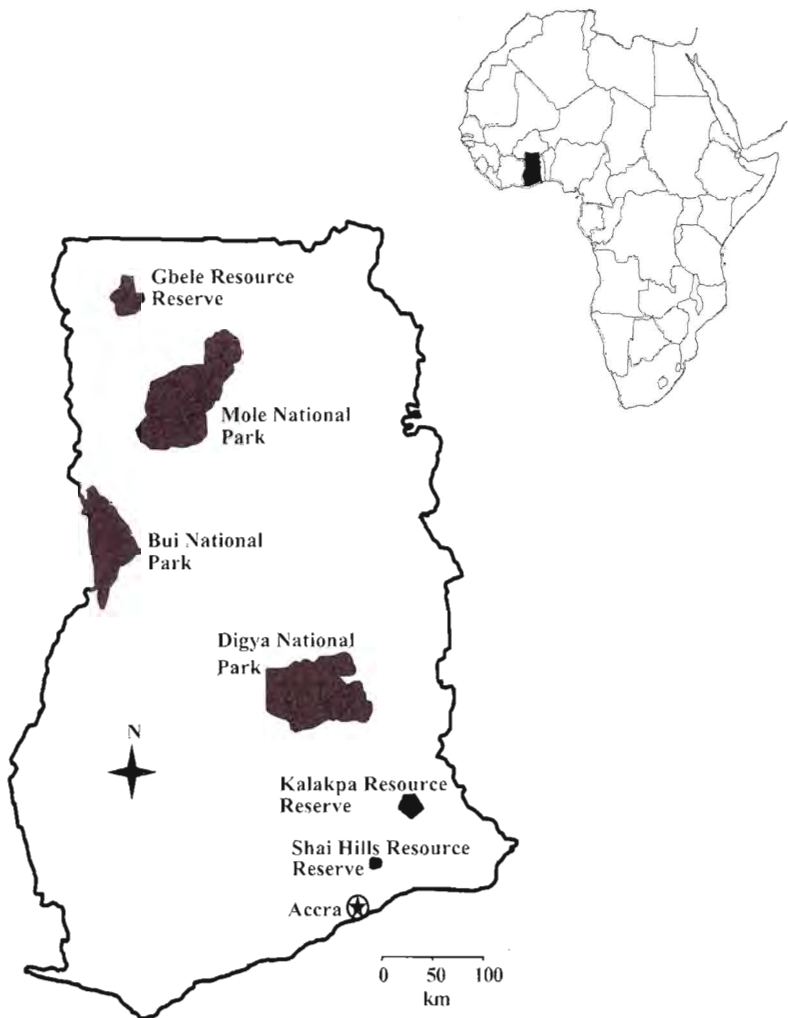 Gbele Resource
Reserve
Mole National
Park
Bui National
Park
Digya National
Park
N
Kalakpa Resource
Reserve
Shai Hills Resource
Reserve
Accra
0 50 100
km